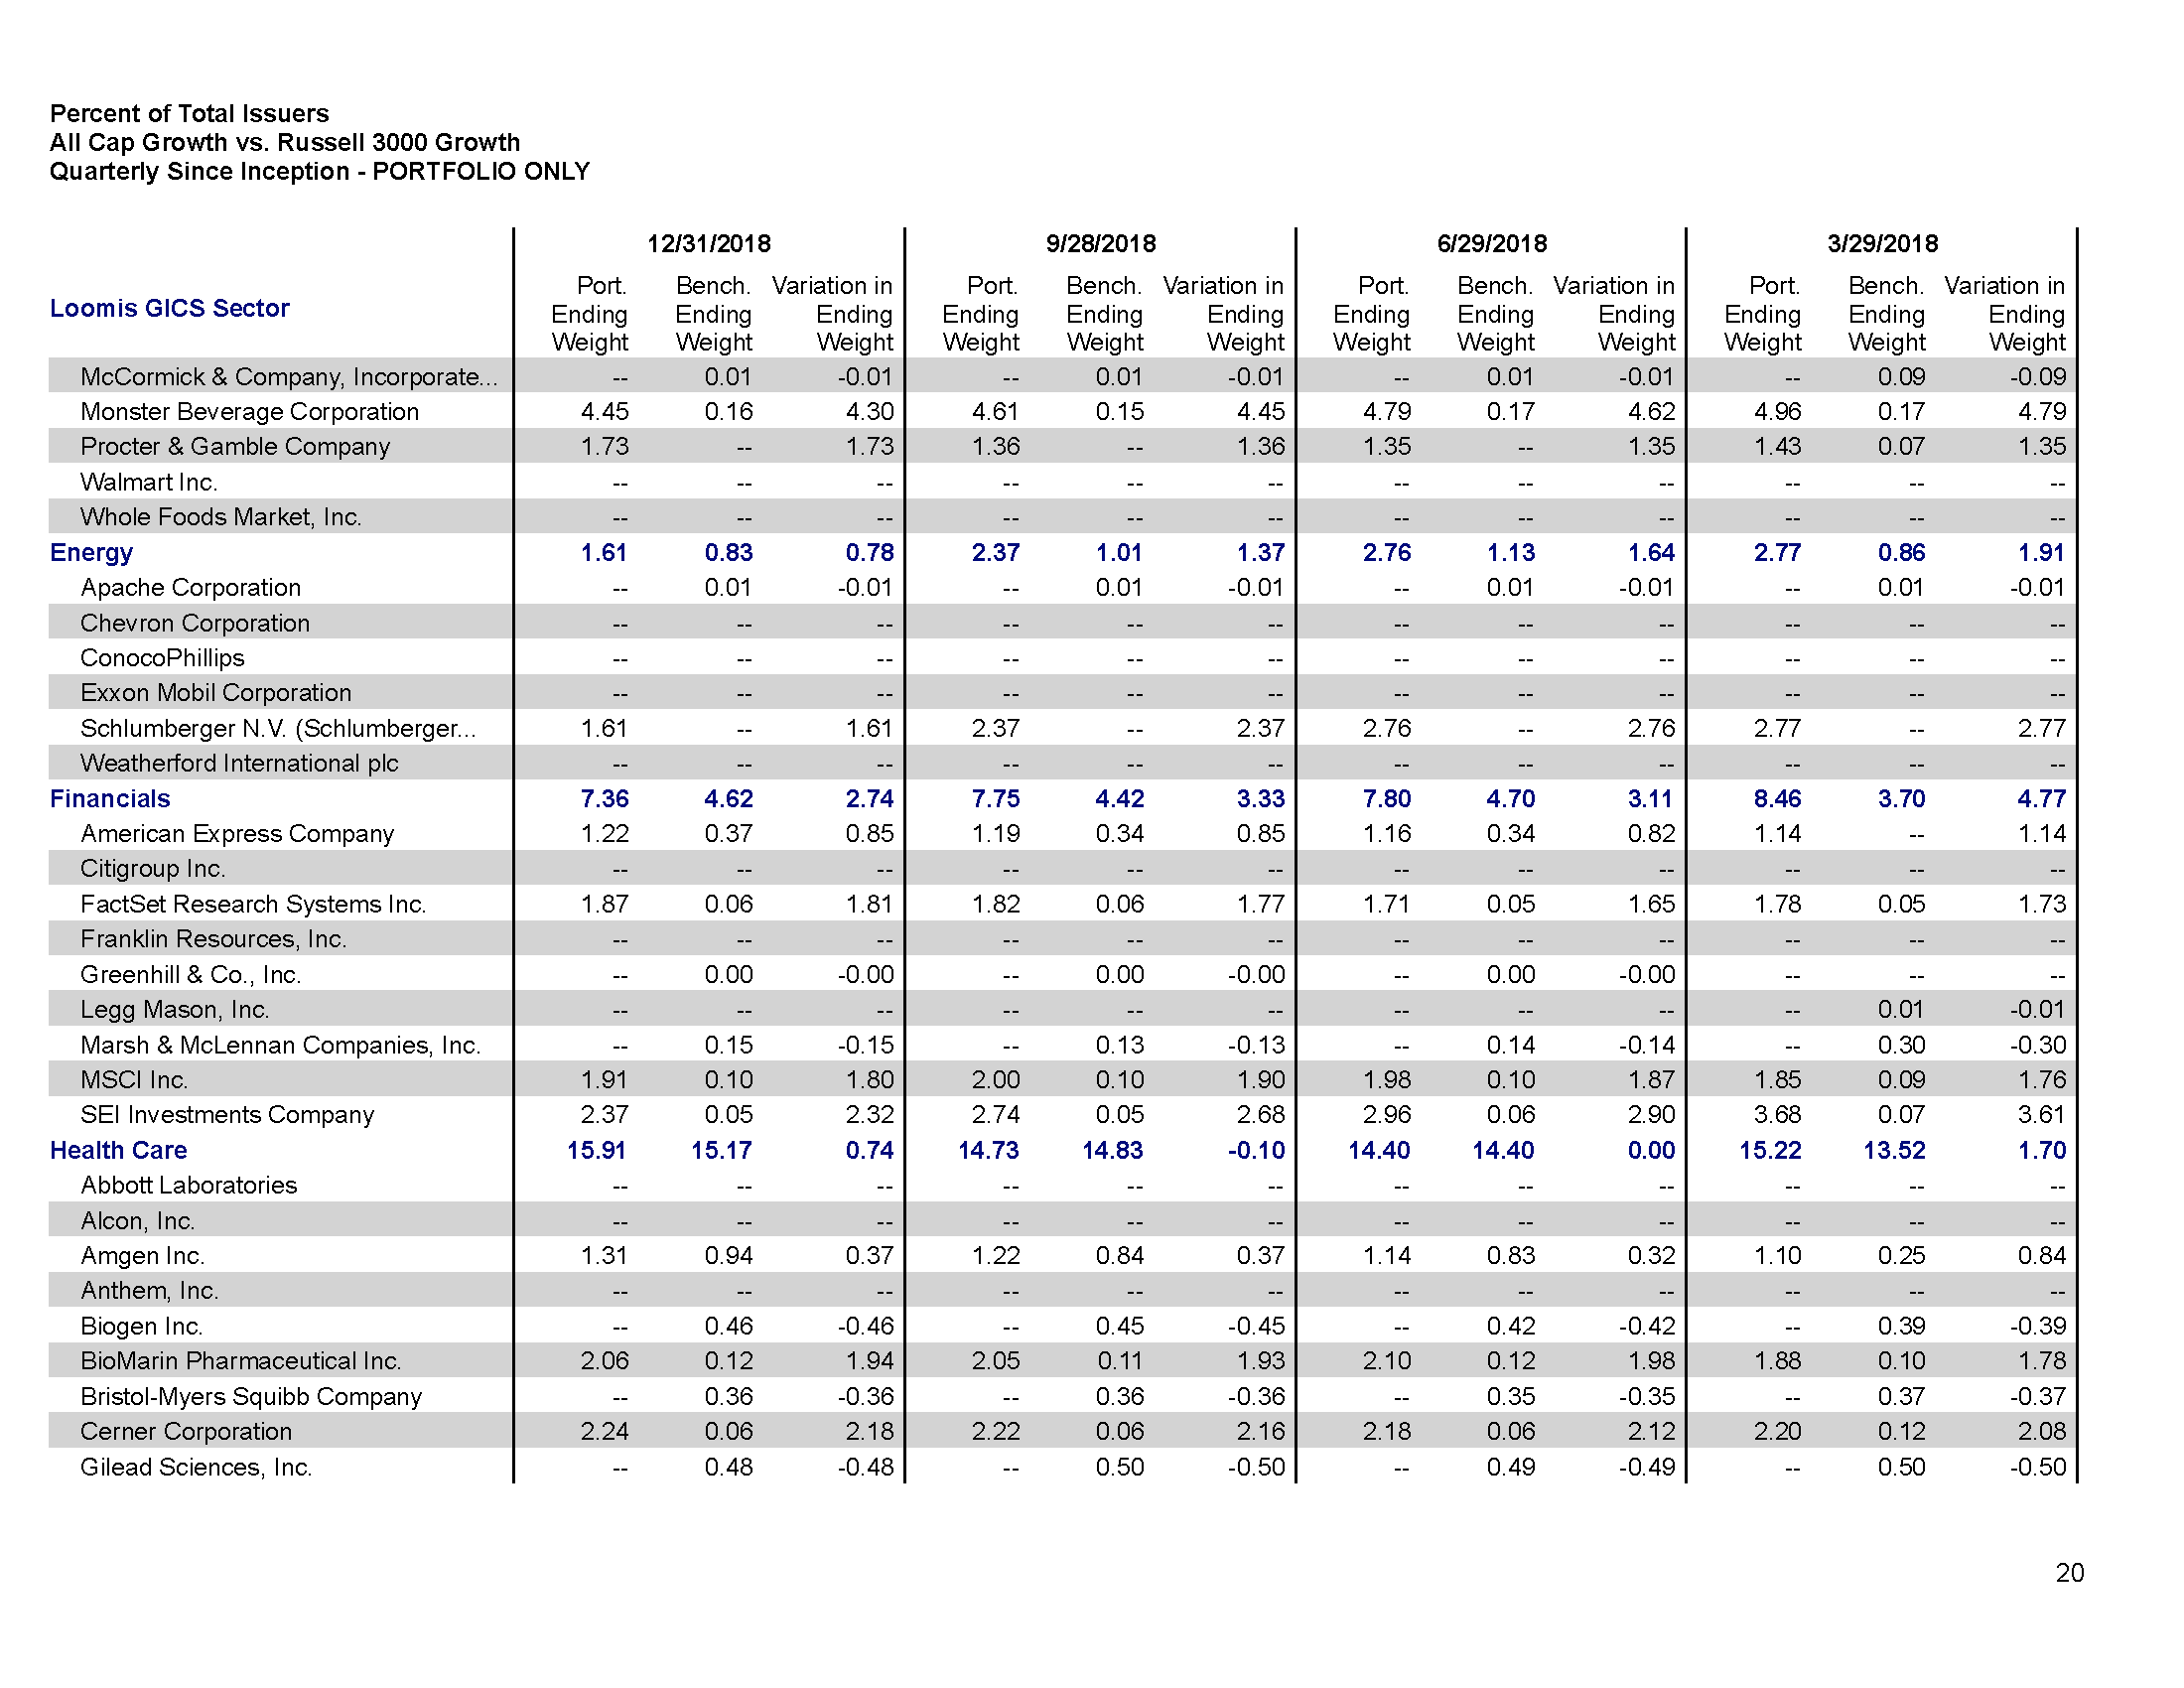 Percent of Total Issuers
All Cap Growth vs. Russell 3000 Growth
Quarterly Since Inception - PORTFOLIO ONLY
12/31/2018 9/28/2018 6/29/2018 3/29/2018
Loomis GICS Sector
Port. Bench. Variation in Port. Bench. Variation in Port. Bench. Variation in Port. Bench. Variation in
Ending Ending Ending Ending Ending Ending Ending Ending Ending Ending Ending Ending
Weight Weight Weight Weight Weight Weight Weight Weight Weight Weight Weight Weight
McCormick & Company, Incorporate... -- 0.01 -0.01 -- 0.01 -0.01 -- 0.01 -0.01 -- 0.09 -0.09
Monster Beverage Corporation 4.45 0.16 4.30 4.61 0.15 4.45 4.79 0.17 4.62 4.96 0.17 4.79
Procter & Gamble Company 1.73 -- 1.73 1.36 -- 1.36 1.35 -- 1.35 1.43 0.07 1.35
Walmart Inc. -- -- -- -- -- -- -- -- -- -- -- --
Whole Foods Market, Inc. -- -- -- -- -- -- -- -- -- -- -- --
Energy 1.61 0.83 0.78 2.37 1.01 1.37 2.76 1.13 1.64 2.77 0.86 1.91
Apache Corporation -- 0.01 -0.01 -- 0.01 -0.01 -- 0.01 -0.01 -- 0.01 -0.01
Chevron Corporation -- -- -- -- -- -- -- -- -- -- -- --
ConocoPhillips -- -- -- -- -- -- -- -- -- -- -- --
Exxon Mobil Corporation -- -- -- -- -- -- -- -- -- -- -- --
Schlumberger N.V. (Schlumberger... 1.61 -- 1.61 2.37 -- 2.37 2.76 -- 2.76 2.77 -- 2.77
Weatherford International plc -- -- -- -- -- -- -- -- -- -- -- --
Financials 7.36 4.62 2.74 7.75 4.42 3.33 7.80 4.70 3.11 8.46 3.70 4.77
American Express Company 1.22 0.37 0.85 1.19 0.34 0.85 1.16 0.34 0.82 1.14 -- 1.14
Citigroup Inc. -- -- -- -- -- -- -- -- -- -- -- --
FactSet Research Systems Inc. 1.87 0.06 1.81 1.82 0.06 1.77 1.71 0.05 1.65 1.78 0.05 1.73
Franklin Resources, Inc. -- -- -- -- -- -- -- -- -- -- -- --
Greenhill & Co., Inc. -- 0.00 -0.00 -- 0.00 -0.00 -- 0.00 -0.00 -- -- --
Legg Mason, Inc. -- -- -- -- -- -- -- -- -- -- 0.01 -0.01
Marsh & McLennan Companies, Inc. -- 0.15 -0.15 -- 0.13 -0.13 -- 0.14 -0.14 -- 0.30 -0.30
MSCI Inc. 1.91 0.10 1.80 2.00 0.10 1.90 1.98 0.10 1.87 1.85 0.09 1.76
SEI Investments Company 2.37 0.05 2.32 2.74 0.05 2.68 2.96 0.06 2.90 3.68 0.07 3.61
Health Care 15.91 15.17 0.74 14.73 14.83 -0.10 14.40 14.40 0.00 15.22 13.52 1.70
Abbott Laboratories -- -- -- -- -- -- -- -- -- -- -- --
Alcon, Inc. -- -- -- -- -- -- -- -- -- -- -- --
Amgen Inc. 1.31 0.94 0.37 1.22 0.84 0.37 1.14 0.83 0.32 1.10 0.25 0.84
Anthem, Inc. -- -- -- -- -- -- -- -- -- -- -- --
Biogen Inc. -- 0.46 -0.46 -- 0.45 -0.45 -- 0.42 -0.42 -- 0.39 -0.39
BioMarin Pharmaceutical Inc. 2.06 0.12 1.94 2.05 0.11 1.93 2.10 0.12 1.98 1.88 0.10 1.78
Bristol-Myers Squibb Company -- 0.36 -0.36 -- 0.36 -0.36 -- 0.35 -0.35 -- 0.37 -0.37
Cerner Corporation 2.24 0.06 2.18 2.22 0.06 2.16 2.18 0.06 2.12 2.20 0.12 2.08
Gilead Sciences, Inc. -- 0.48 -0.48 -- 0.50 -0.50 -- 0.49 -0.49 -- 0.50 -0.50
20